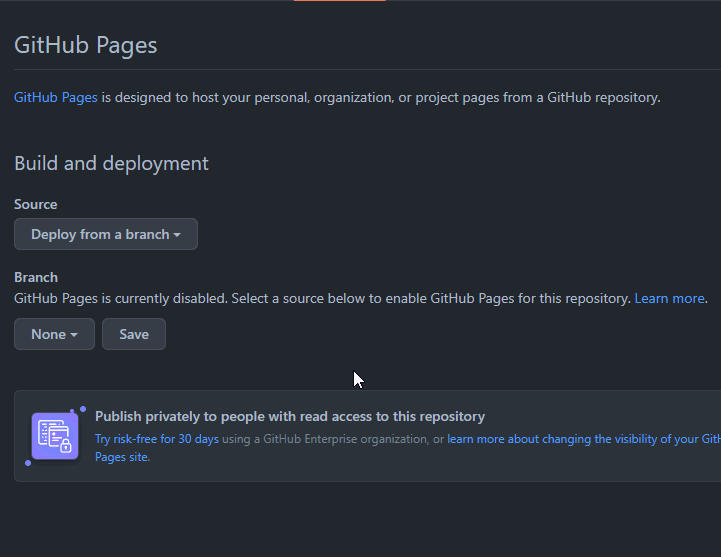 GitHub Pages
GitHub Pages is designed to host your personal, organization, or project pages from a GitHub repository.
Build and deployment
Source
Deploy from a branch
Branch
GitHub Pages is currently disabled. Select a source below to enable GitHub Pages for this repository. Learn more.
None
Save
Publish privately to people with read access to this repository
Try risk-free for 30 days using a GitHub Enterprise organization, or learn more about changing the visibility of your
Pages site.